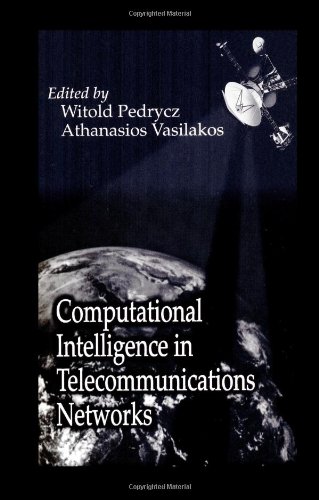 Edited by
Witold Pedrycz
Athanasios Vasilakos
Computational
Intelligence in
Telecommunications
Networks